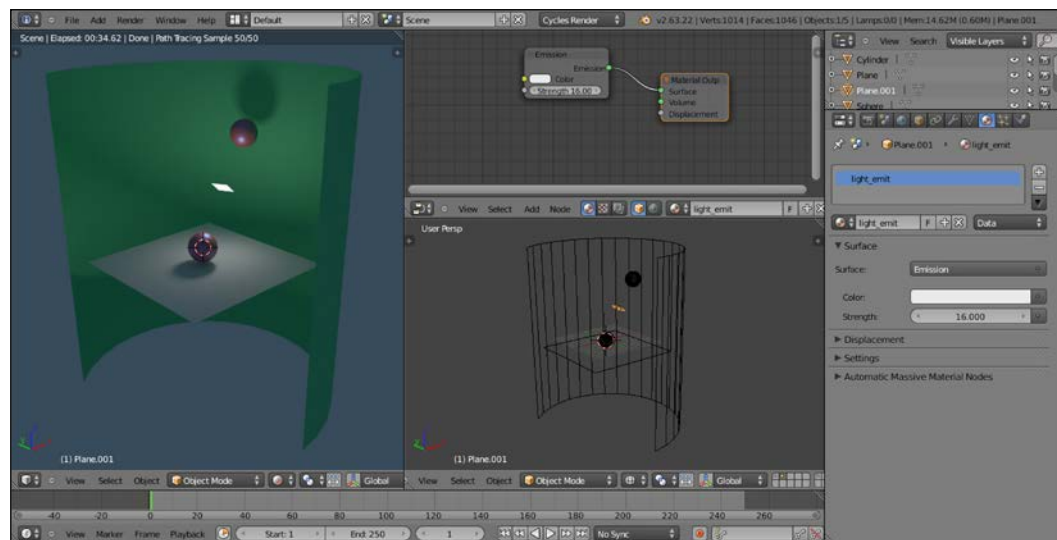 File Add Render Window Help Default Scene Cycles Render v2.63.22 | Verts:1014 | Faces:1046 | Objects:1/5 | Lamps:0/0 | Mem:14.62M (0.60M) | Plane.001
Scene | Elapsed: 00:34.62 | Done | Path Tracing Sample 50/50
(1) Plane.001
View Select Object Object Mode Global
Emission
Emission
Color
Strength 16.00
Material Outp
Surface
Volume
Displacement
View Select Add Node light_emit F
User Persp
(1) Plane.001
View Select Object Object Mode Global
View Search Visible Layers
Cylinder
Plane
Plane.001
Sphere
Plane.001 light_emit
light_emit
light_emit F Data
Surface
Surface: Emission
Color:
Strength: 16.000
Displacement
Settings
Automatic Massive Material Nodes
-40 -20 0 20 40 60 80 100 120 140 160 180 200 220 240 260
View Marker Frame Playback Start: 1 End: 250 1 No Sync